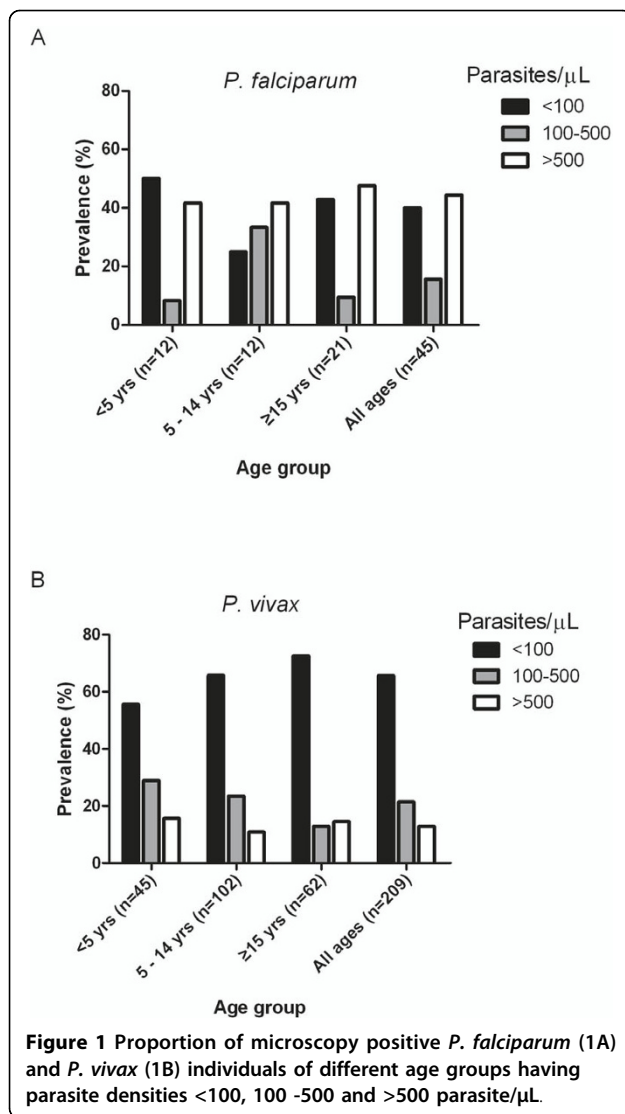 A
P. falciparum
Parasites/μL
<100
100-500
>500
Prevalence (%)
80
60
40
20
0
<5 yrs (n=12)
5 - 14 yrs (n=12)
≥15 yrs (n=21)
All ages (n=45)
Age group
B
P. vivax
Parasites/μL
<100
100-500
>500
Prevalence (%)
80
60
40
20
0
<5 yrs (n=45)
5 - 14 yrs (n=102)
≥15 yrs (n=62)
All ages (n=209)
Age group
Figure 1 Proportion of microscopy positive P. falciparum (1A)
and P. vivax (1B) individuals of different age groups having
parasite densities <100, 100 -500 and >500 parasite/μL.